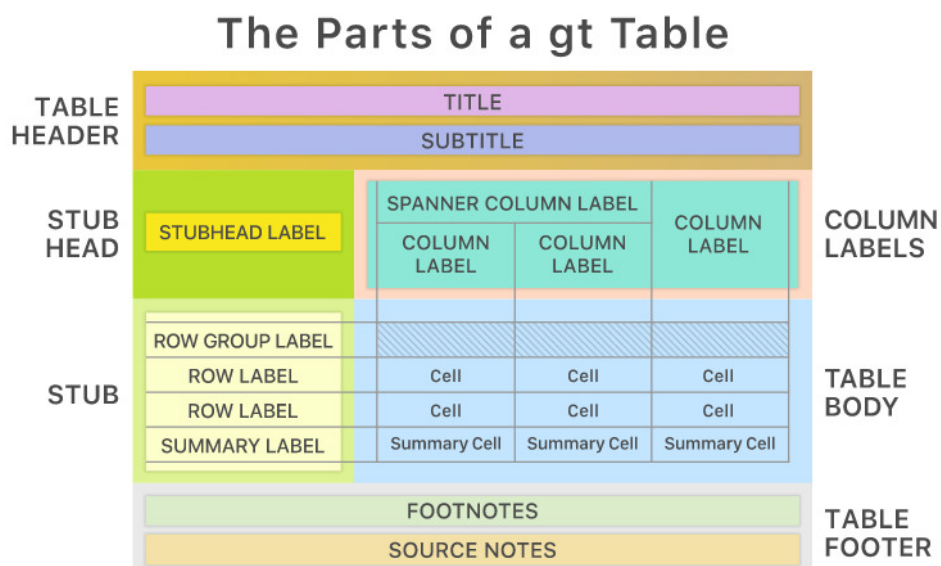 The Parts of a gt Table
TABLE
HEADER
TITLE
SUBTITLE
STUB
HEAD
STUBHEAD LABEL
SPANNER COLUMN LABEL
COLUMN
LABEL
COLUMN
LABEL
COLUMN
LABEL
COLUMN
LABELS
STUB
ROW GROUP LABEL
ROW LABEL Cell Cell Cell
ROW LABEL Cell Cell Cell
SUMMARY LABEL Summary Cell Summary Cell Summary Cell
TABLE
BODY
FOOTNOTES
SOURCE NOTES
TABLE
FOOTER